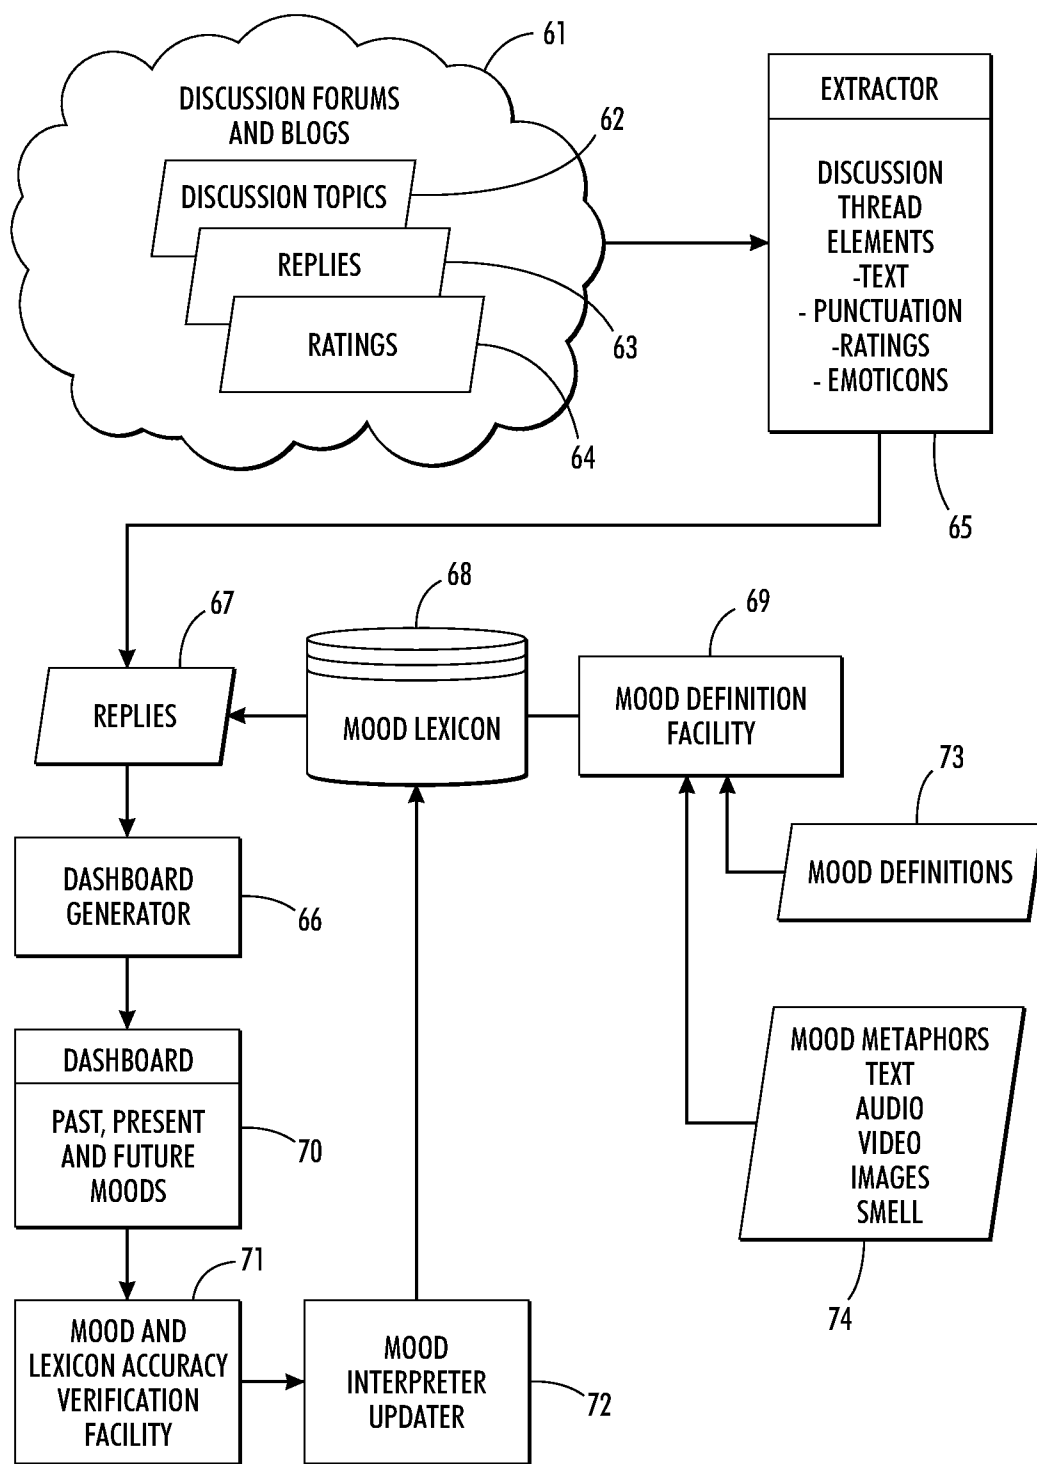 61
DISCUSSION FORUMS
AND BLOGS
62
DISCUSSION TOPICS
REPLIES
63
RATINGS
64
EXTRACTOR
DISCUSSION
THREAD
ELEMENTS
-TEXT
- PUNCTUATION
-RATINGS
- EMOTICONS
65
67
REPLIES
68
MOOD LEXICON
69
MOOD DEFINITION
FACILITY
73
MOOD DEFINITIONS
DASHBOARD
GENERATOR
66
DASHBOARD
PAST, PRESENT
AND FUTURE
MOODS
70
MOOD METAPHORS
TEXT
AUDIO
VIDEO
IMAGES
SMELL
74
71
MOOD AND
LEXICON ACCURACY
VERIFICATION
FACILITY
MOOD
INTERPRETER
UPDATER
72